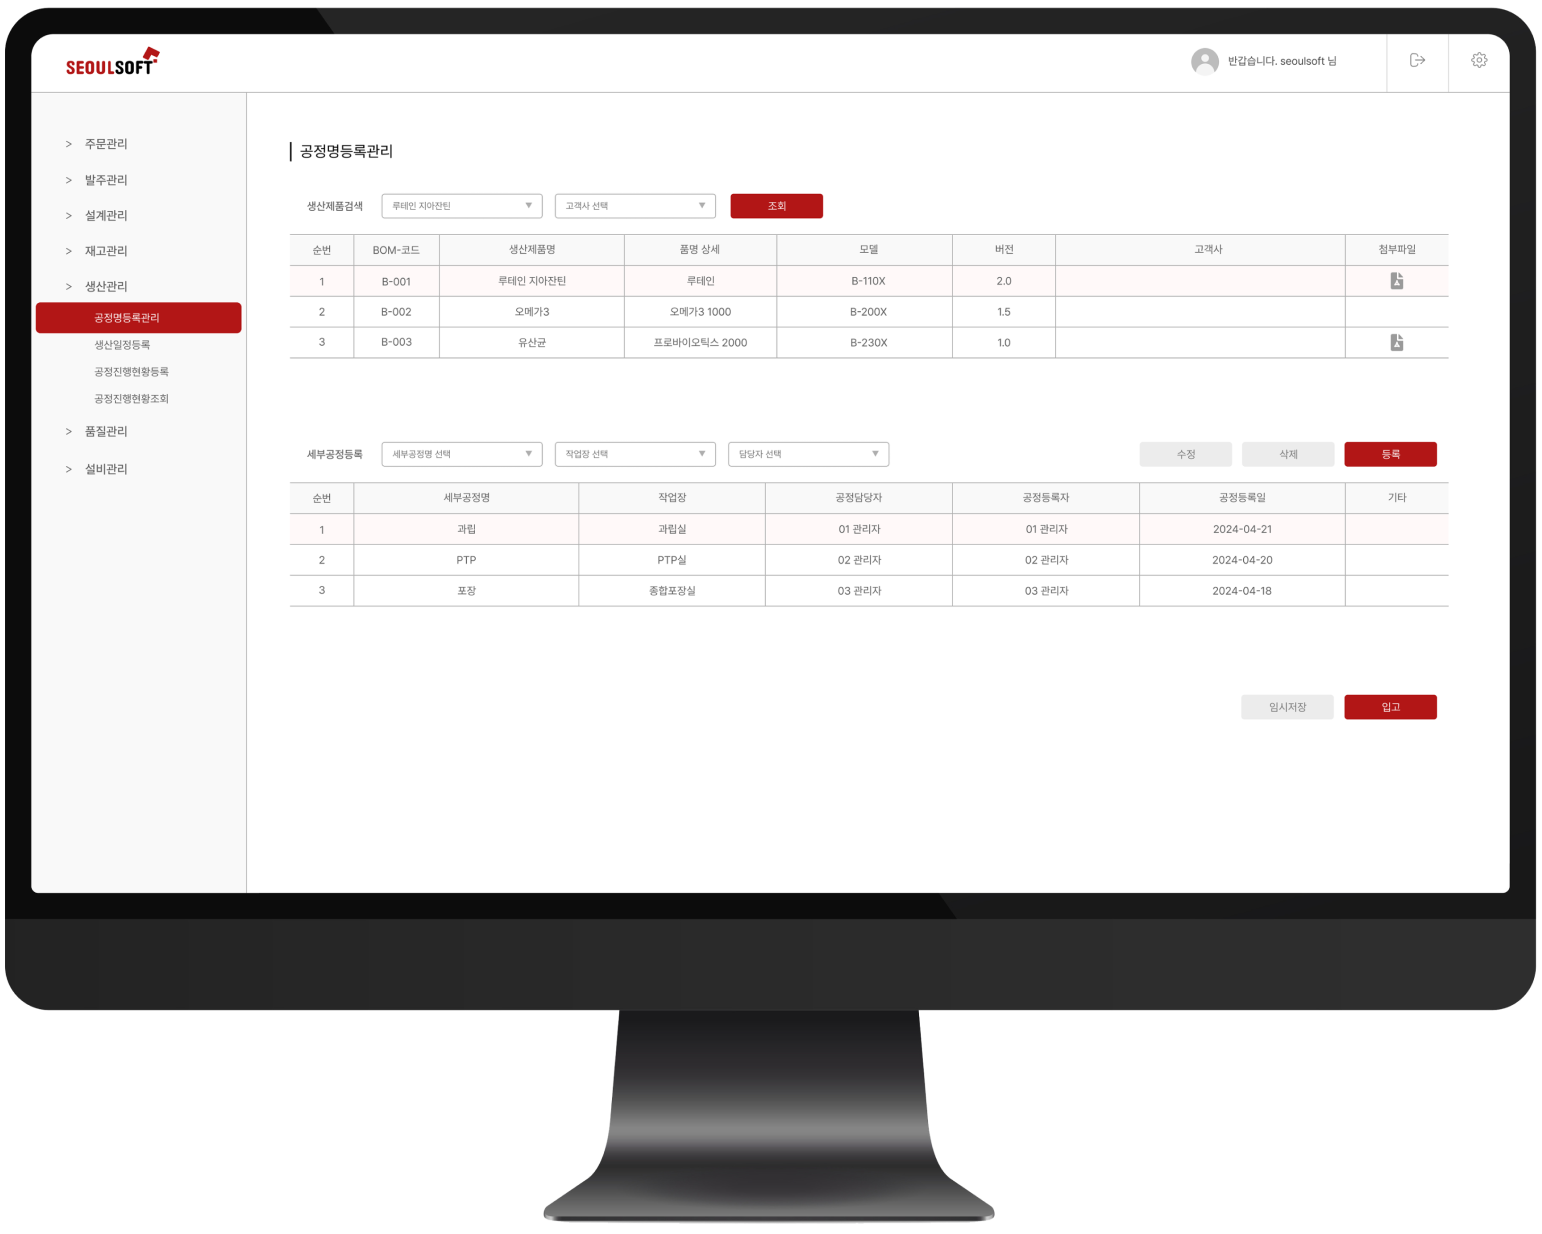 SEOULSOFT
반갑습니다. seoulsoft 님
> 주문관리
> 발주관리
> 설계관리
> 재고관리
> 생산관리
공정명등록관리
생산일정등록
공정진행현황등록
공정진행현황조회
> 품질관리
> 설비관리
공정명등록관리
생산제품검색 루테인 지아잔틴 ▼ 고객사 선택 ▼ 조회
순번 BOM-코드 생산제품명 품명 상세 모델 버전 고객사 첨부파일
1 B-001 루테인 지아잔틴 루테인 B-110X 2.0
2 B-002 오메가3 오메가3 1000 B-200X 1.5
3 B-003 유산균 프로바이오틱스 2000 B-230X 1.0
세부공정등록 세부공정명 선택 ▼ 작업장 선택 ▼ 담당자 선택 ▼ 수정 삭제 등록
순번 세부공정명 작업장 공정담당자 공정등록자 공정등록일 기타
1 과립 과립실 01 관리자 01 관리자 2024-04-21
2 PTP PTP실 02 관리자 02 관리자 2024-04-20
3 포장 종합포장실 03 관리자 03 관리자 2024-04-18
임시저장 입고